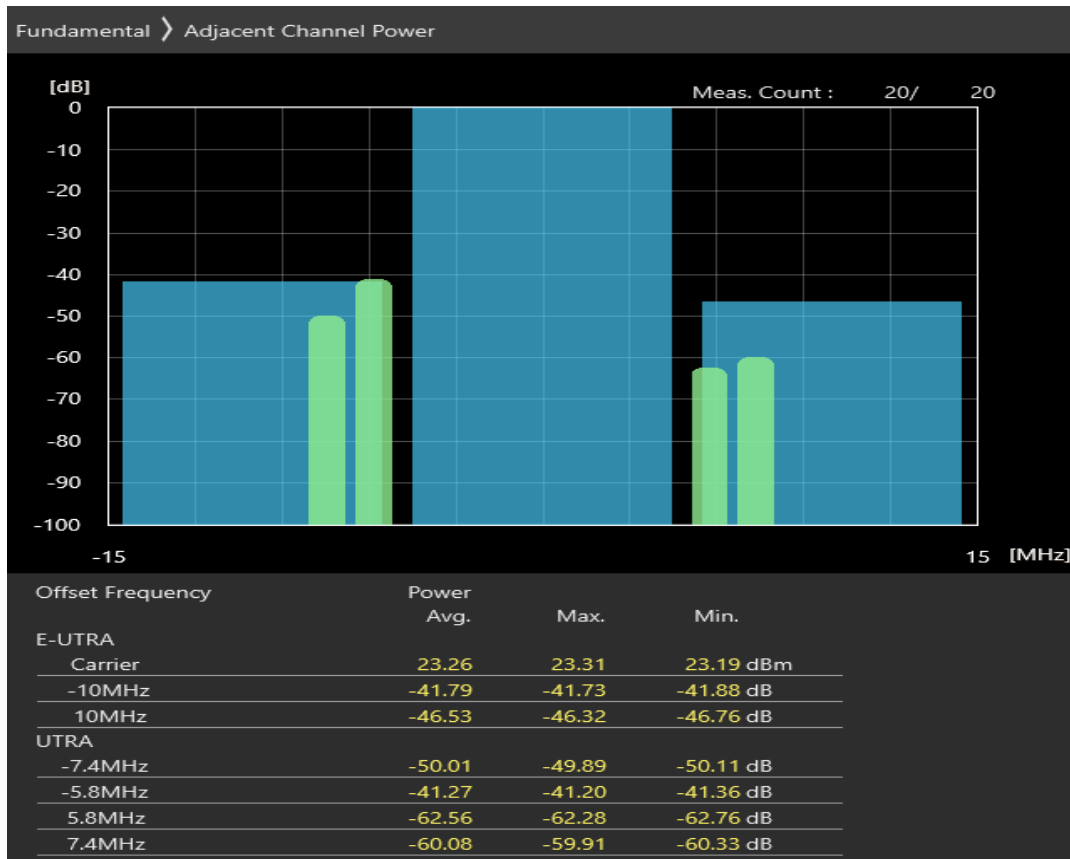 Fundamental 〉 Adjacent Channel Power
[dB]
Meas. Count : 20/ 20
0
-10
-20
-30
-40
-50
-60
-70
-80
-90
-100
-15 15 [MHz]
Offset Frequency Power
Avg. Max. Min.
E-UTRA
Carrier 23.26 23.31 23.19 dBm
-10MHz -41.79 -41.73 -41.88 dB
10MHz -46.53 -46.32 -46.76 dB
UTRA
-7.4MHz -50.01 -49.89 -50.11 dB
-5.8MHz -41.27 -41.20 -41.36 dB
5.8MHz -62.56 -62.28 -62.76 dB
7.4MHz -60.08 -59.91 -60.33 dB